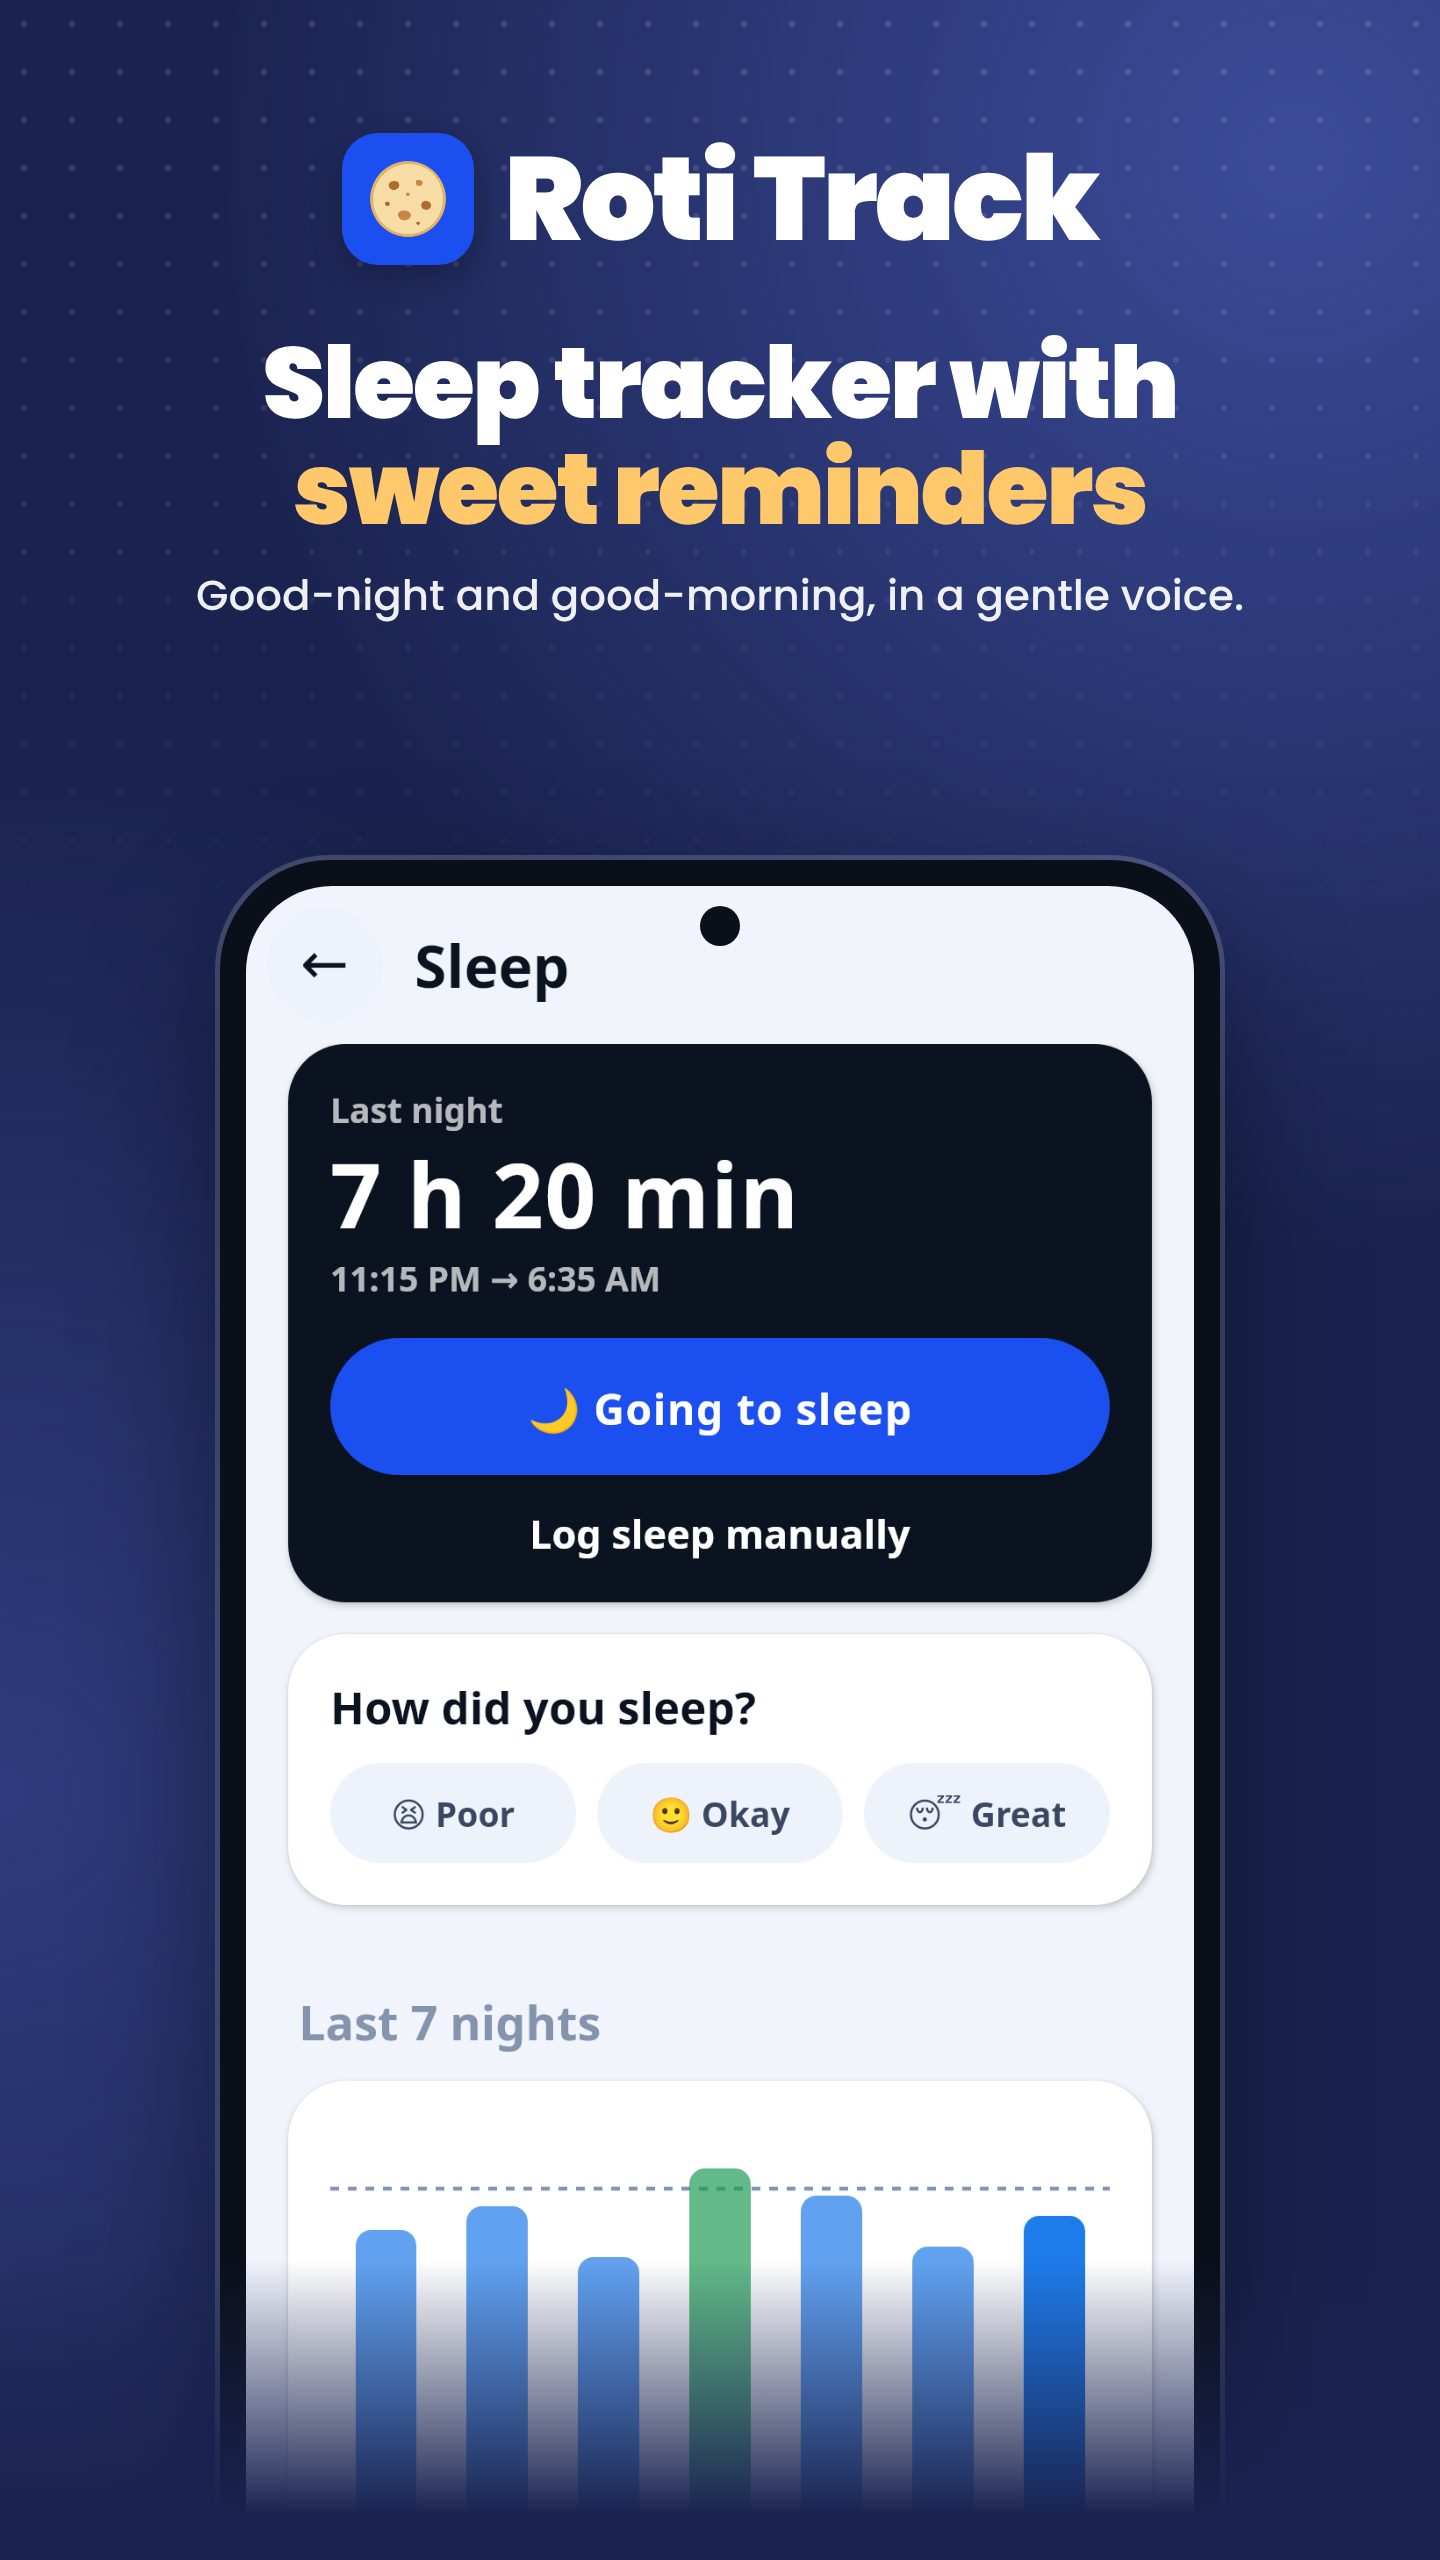 Roti Track
Sleep tracker with
sweet reminders
Good-night and good-morning, in a gentle voice.
← Sleep
Last night
7 h 20 min
11:15 PM → 6:35 AM
🌙 Going to sleep
Log sleep manually
How did you sleep?
😫 Poor
🙂 Okay
😴 Great
Last 7 nights